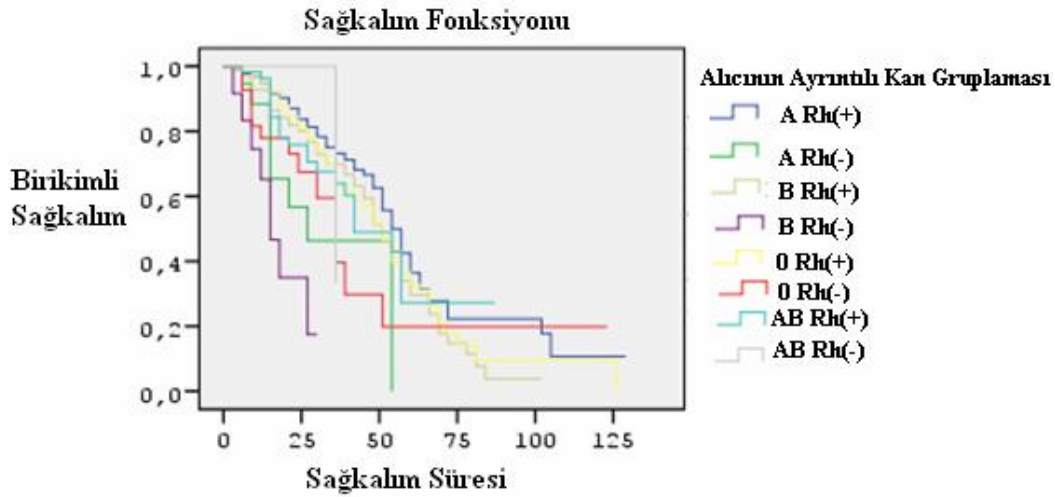 Sağkalım Fonksiyonu
1,0
0,8
0,6
0,4
0,2
0,0
Birikimli
Sağkalım
0 25 50 75 100 125
Sağkalım Süresi
Alıcının Ayrıntılı Kan Gruplaması
A Rh(+)
A Rh(-)
B Rh(+)
B Rh(-)
0 Rh(+)
0 Rh(-)
AB Rh(+)
AB Rh(-)